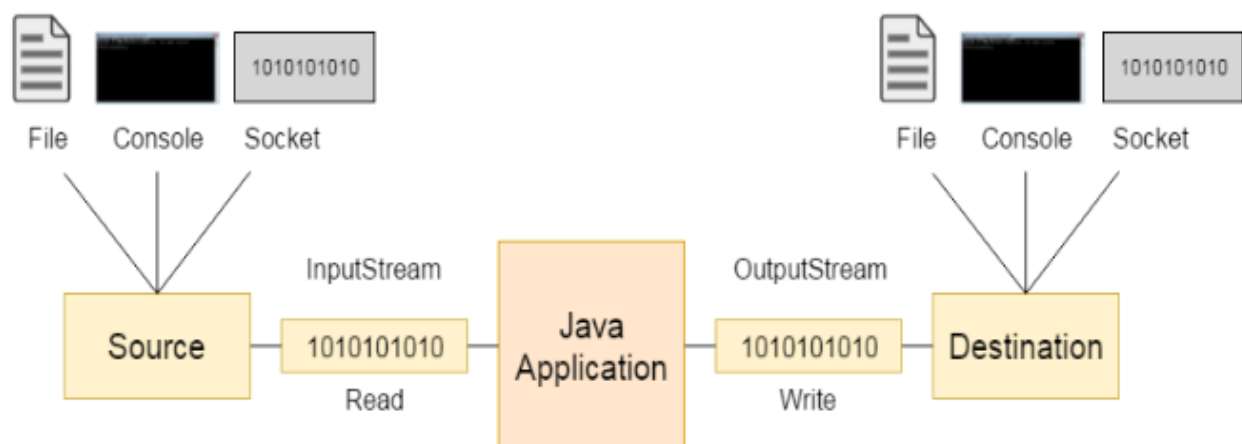 1010101010
1010101010
File Console Socket
File Console Socket
InputStream
OutputStream
Source
1010101010
Java
Application
1010101010
Destination
Read
Write